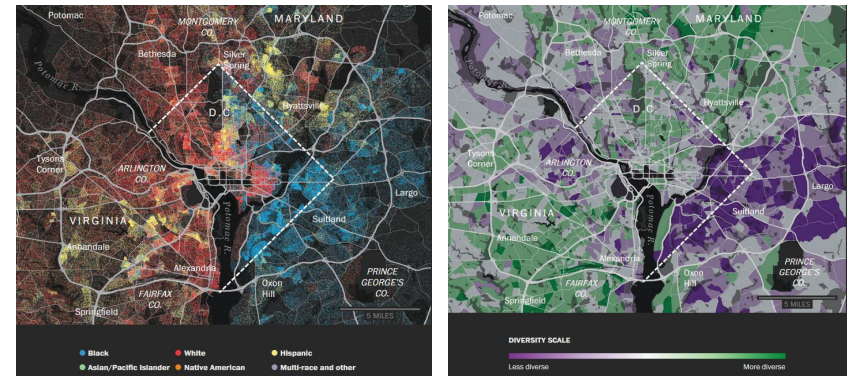 Potomac
MONTGOMERY
CO.
MARYLAND
Bethesda
Silver
Spring
Potomac R.
Hyattsville
D.C.
Tysons
Corner
ARLINGTON
CO.
Largo
VIRGINIA
Potomac R.
Suitland
Annandale
Alexandria
Oxon
Hill
PRINCE
GEORGE'S
CO.
FAIRFAX
CO.
Springfield
5 MILES
Black
White
Hispanic
Asian/Pacific Islander
Native American
Multi-race and other
Potomac
MONTGOMERY
CO.
MARYLAND
Bethesda
Silver
Spring
Potomac R.
Hyattsville
D.C.
Tysons
Corner
ARLINGTON
CO.
Largo
VIRGINIA
Potomac R.
Suitland
Annandale
Alexandria
Oxon
Hill
PRINCE
GEORGE'S
CO.
FAIRFAX
CO.
Springfield
5 MILES
DIVERSITY SCALE
Less diverse
More diverse